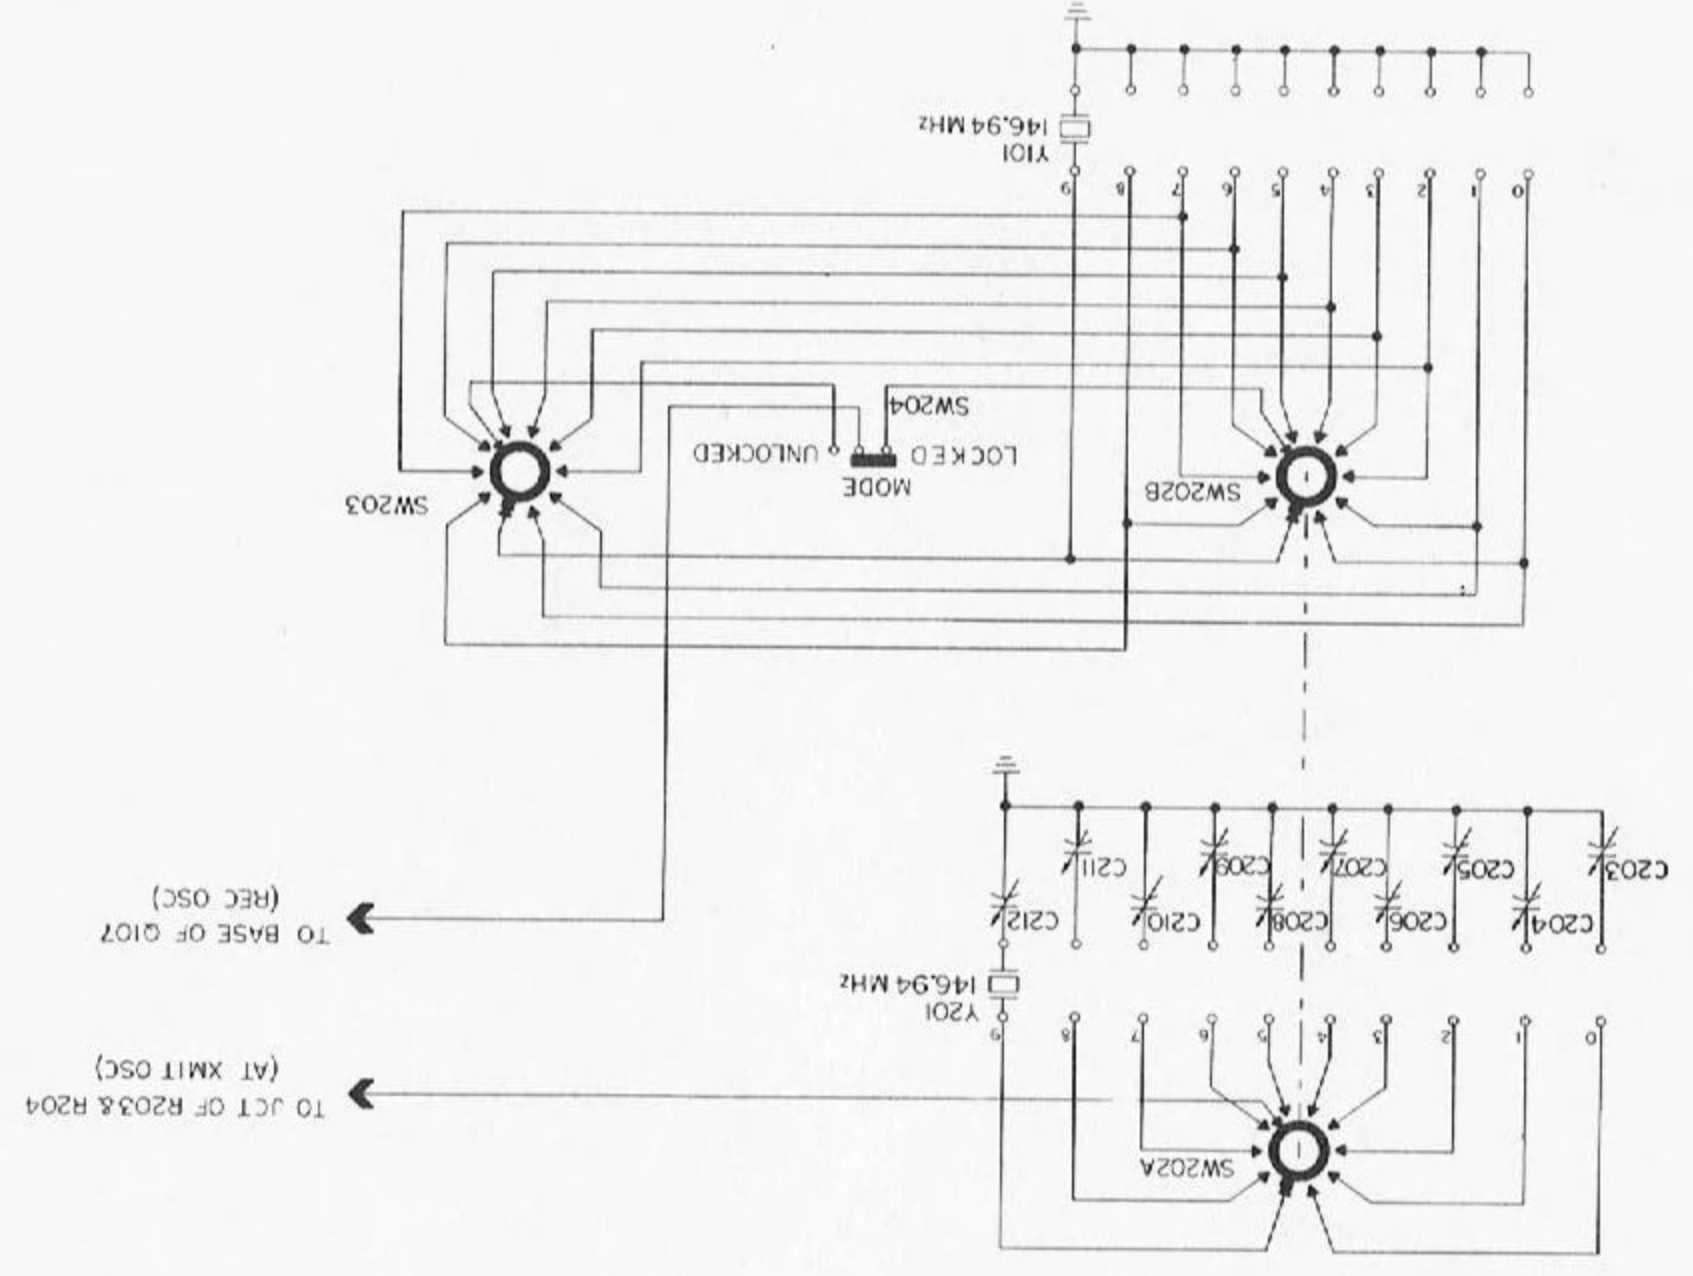 SW202A
TO JCT OF R203 & R204
(AT XMIT OSC)
0 1 2 3 4 5 6 7 8 9
Y201
146.94 MHz
TO BASE OF Q107
(REC OSC)
C204 C206 C208 C210 C212
C203 C205 C207 C209 C211
SW203
SW202B
MODE
LOCKED UNLOCKED
SW204
0 1 2 3 4 5 6 7 8 9
Y101
146.94 MHz